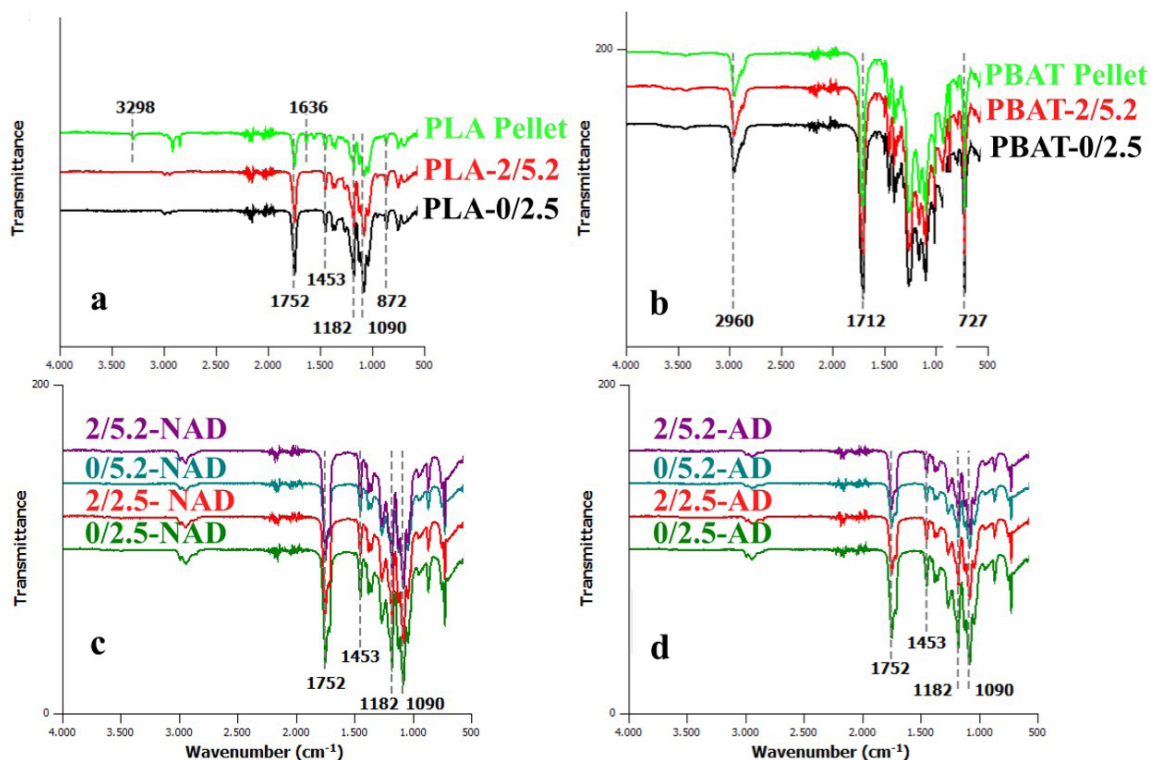 Transmittance
3298
1636
PLA Pellet
PLA-2/5.2
PLA-0/2.5
a
1752
1453
1182
1090
872
4.000 3.500 3.000 2.500 2.000 1.500 1.000 500
200
Transmittance
PBAT Pellet
PBAT-2/5.2
PBAT-0/2.5
b
2960
1712
727
4.000 3.500 3.000 2.500 2.000 1.500 1.000 500
200
Transmittance
2/5.2-NAD
0/5.2-NAD
2/2.5- NAD
0/2.5-NAD
c
1752
1453
1182
1090
0
4.000 3.500 3.000 2.500 2.000 1.500 1.000 500
Wavenumber (cm-1)
200
Transmittance
2/5.2-AD
0/5.2-AD
2/2.5-AD
0/2.5-AD
d
1752
1453
1182
1090
0
4.000 3.500 3.000 2.500 2.000 1.500 1.000 500
Wavenumber (cm-1)